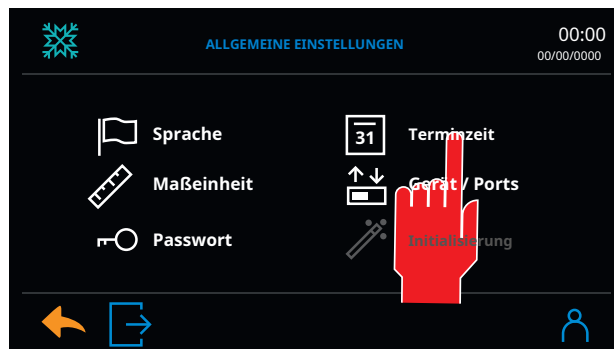 ALLGEMEINE EINSTELLUNGEN
00:00
00/00/0000
Sprache
31
Terminzeit
Maßeinheit
Gerät / Ports
Passwort
Initialisierung